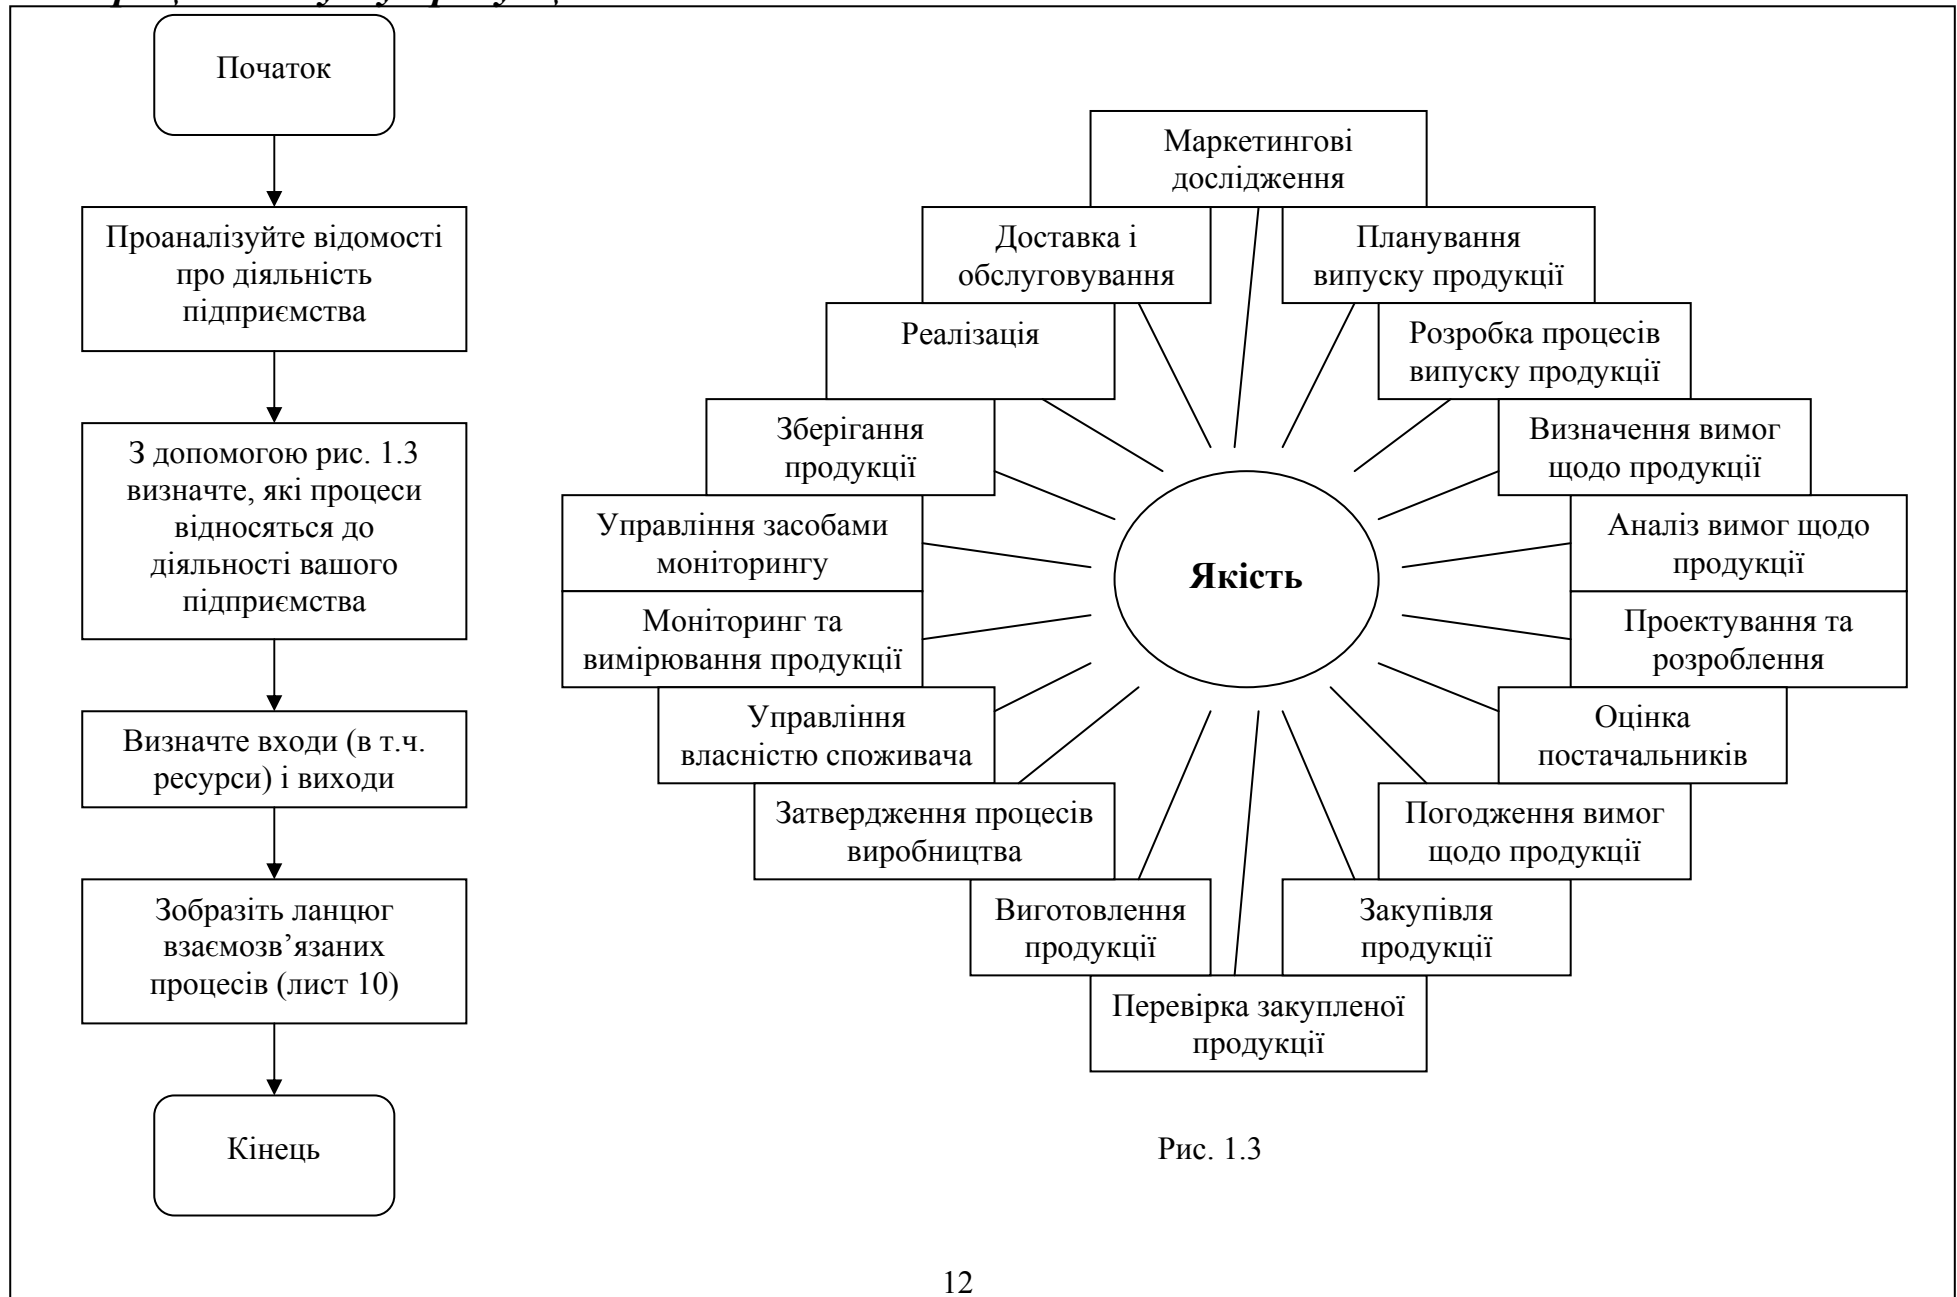 Початок
Проаналізуйте відомості
про діяльність
підприємства
З допомогою рис. 1.3
визначте, які процеси
відносяться до
діяльності вашого
підприємства
Визначте входи (в т.ч.
ресурси) і виходи
Зобразіть ланцюг
взаємозв’язаних
процесів (лист 10)
Кінець
Маркетингові
дослідження
Планування
випуску продукції
Розробка процесів
випуску продукції
Визначення вимог
щодо продукції
Аналіз вимог щодо
продукції
Проектування та
розроблення
Оцінка
постачальників
Погодження вимог
щодо продукції
Закупівля
продукції
Перевірка закупленої
продукції
Виготовлення
продукції
Затвердження процесів
виробництва
Управління
власністю споживача
Моніторинг та
вимірювання продукції
Управління засобами
моніторингу
Зберігання
продукції
Реалізація
Доставка і
обслуговування
Якість
Рис. 1.3
12